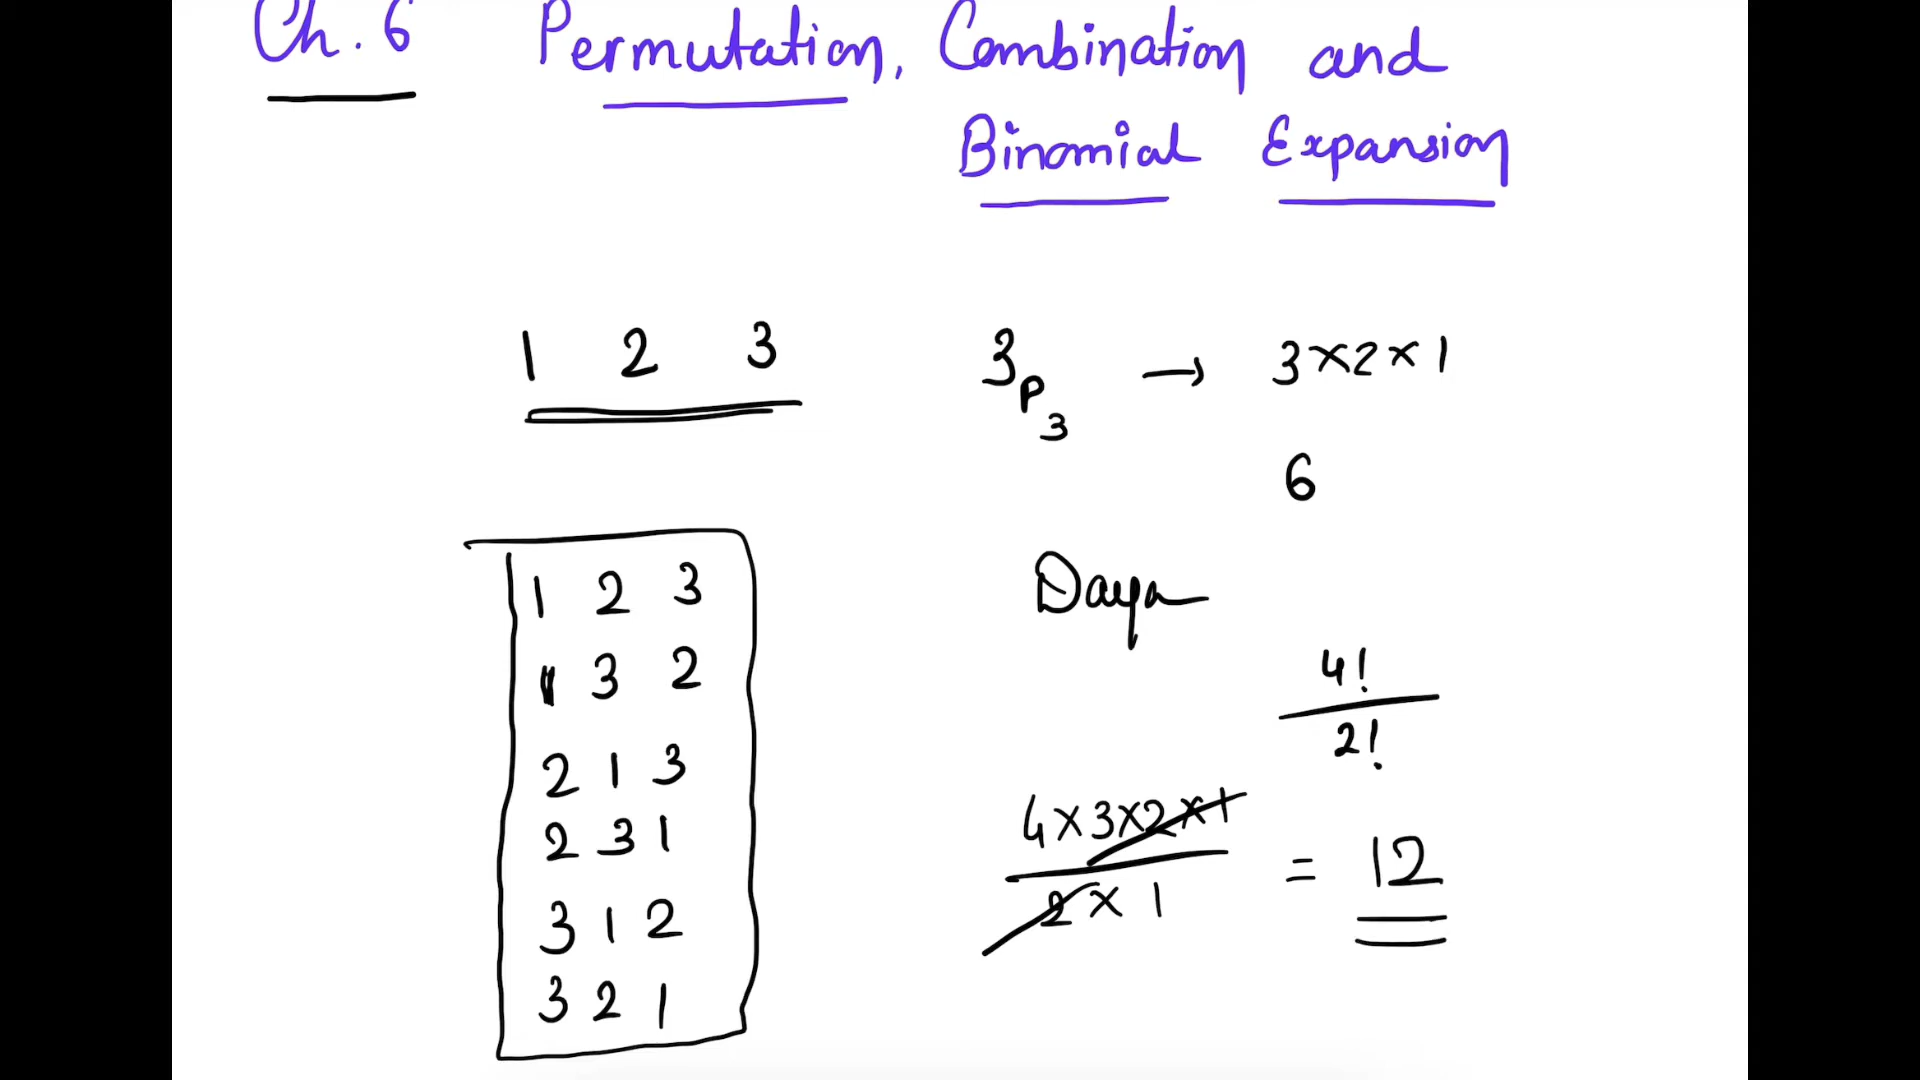 Ch. 6 Permutation, Combination and
Binomial Expansion
1 2 3
3P3 → 3×2×1
6
1 2 3
1 3 2
2 1 3
2 3 1
3 1 2
3 2 1
Daya
4!
2!
4×3×2×1
2×1
= 12